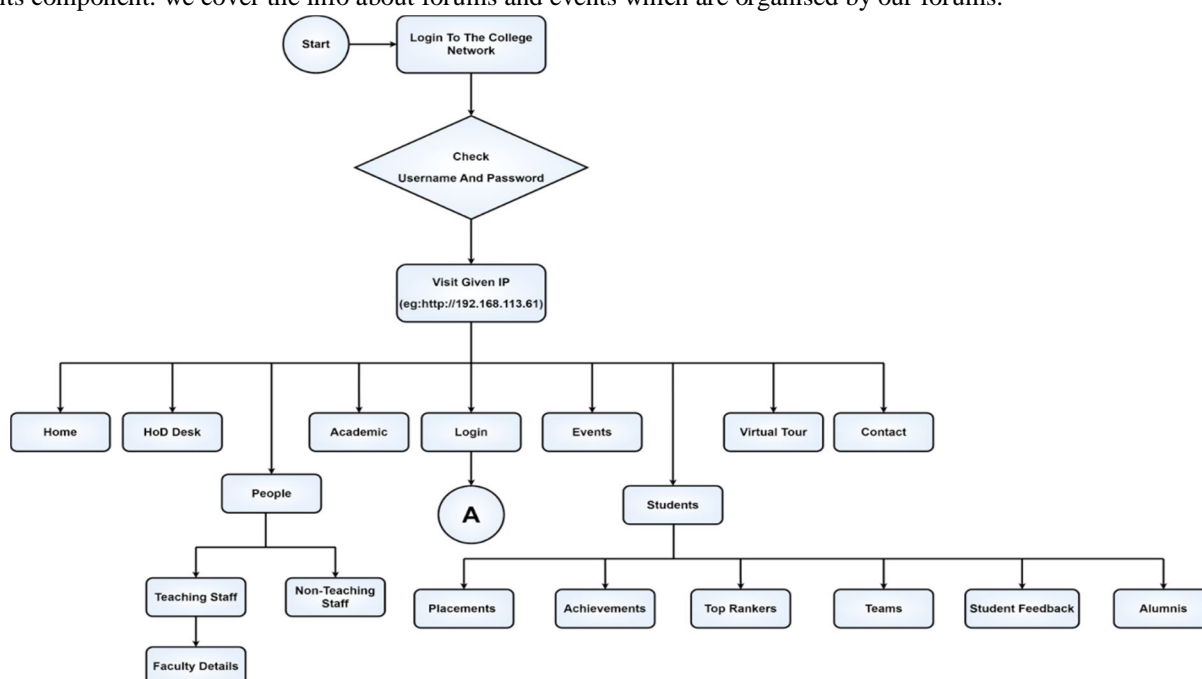 its component: we cover the info about forums and events which are organised by our forums.
Start
Login To The College
Network
Check
Username And Password
Visit Given IP
(eg:http://192.168.113.61)
Home
HoD Desk
Academic
Login
Events
Virtual Tour
Contact
People
A
Students
Teaching Staff
Non-Teaching
Staff
Placements
Achievements
Top Rankers
Teams
Student Feedback
Alumnis
Faculty Details